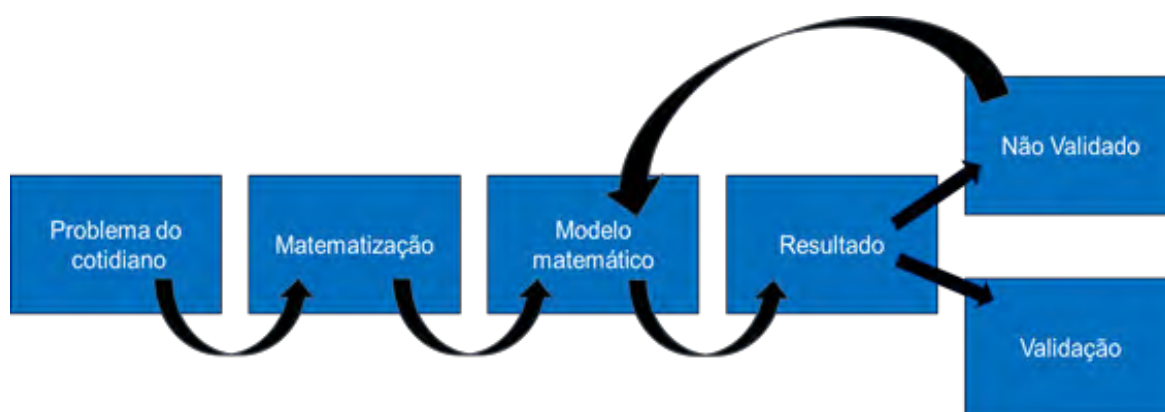 Problema do
cotidiano
Matematização
Modelo
matemático
Resultado
Não Validado
Validação